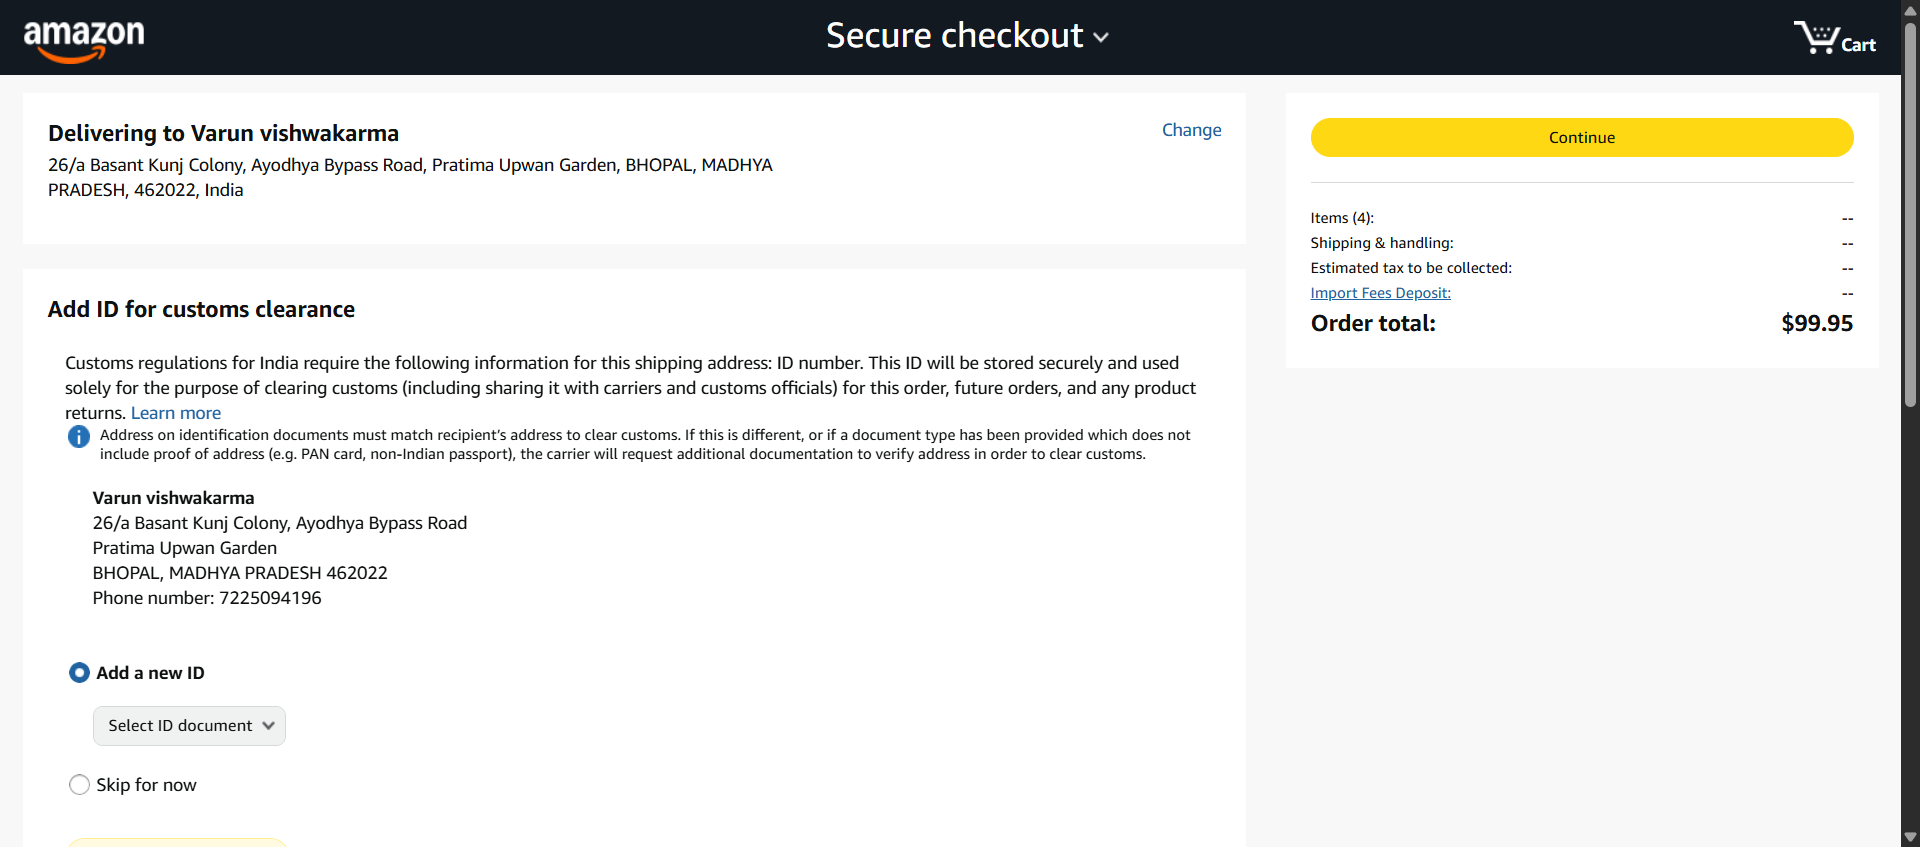 amazon
Secure checkout
Cart
Delivering to Varun vishwakarma
Change
26/a Basant Kunj Colony, Ayodhya Bypass Road, Pratima Upwan Garden, BHOPAL, MADHYA
PRADESH, 462022, India
Add ID for customs clearance
Customs regulations for India require the following information for this shipping address: ID number. This ID will be stored securely and used
solely for the purpose of clearing customs (including sharing it with carriers and customs officials) for this order, future orders, and any product
returns. Learn more
Address on identification documents must match recipient's address to clear customs. If this is different, or if a document type has been provided which does not
include proof of address (e.g. PAN card, non-Indian passport), the carrier will request additional documentation to verify address in order to clear customs.
Varun vishwakarma
26/a Basant Kunj Colony, Ayodhya Bypass Road
Pratima Upwan Garden
BHOPAL, MADHYA PRADESH 462022
Phone number: 7225094196
Add a new ID
Select ID document
Skip for now
Continue
Items (4): --
Shipping & handling: --
Estimated tax to be collected: --
Import Fees Deposit: --
Order total: $99.95